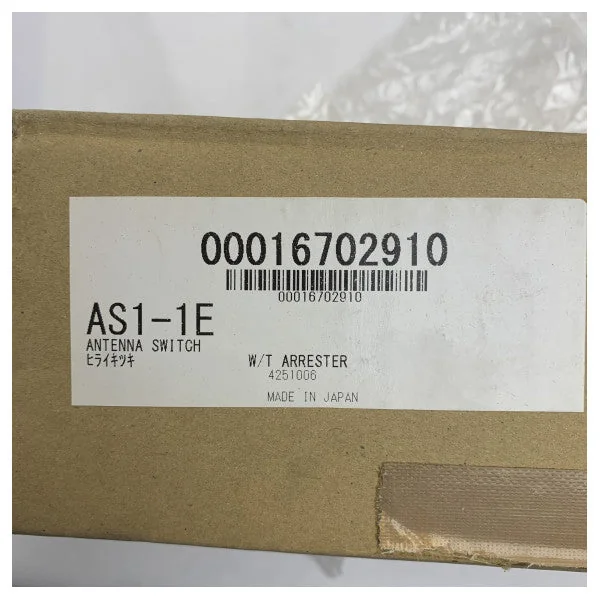 00016702910
00016702910
AS1-1E
ANTENNA SWITCH
ﾋﾗｲｷﾂｷ W/T ARRESTER
4251006
MADE IN JAPAN